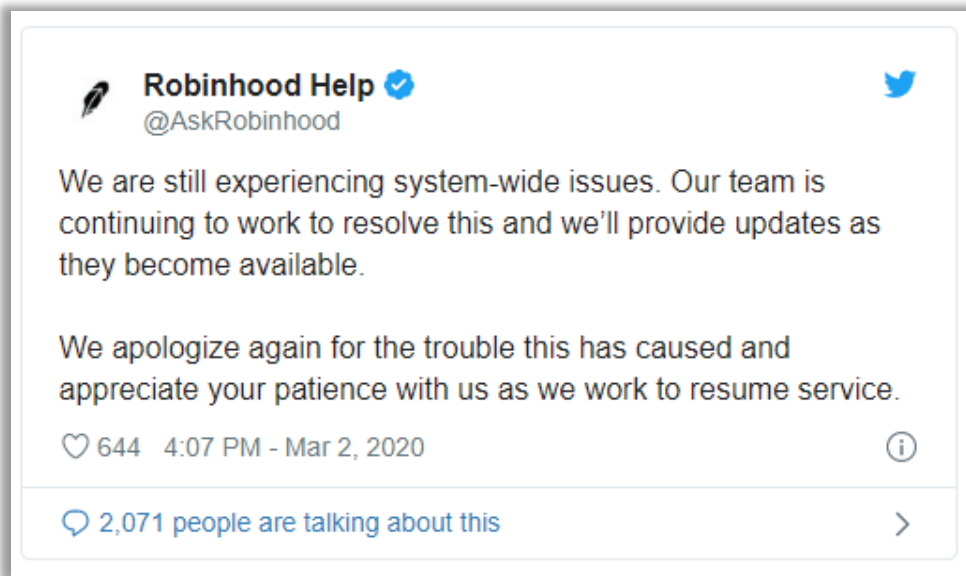 Robinhood Help
@AskRobinhood
We are still experiencing system-wide issues. Our team is
continuing to work to resolve this and we’ll provide updates as
they become available.
We apologize again for the trouble this has caused and
appreciate your patience with us as we work to resume service.
644 4:07 PM - Mar 2, 2020
2,071 people are talking about this